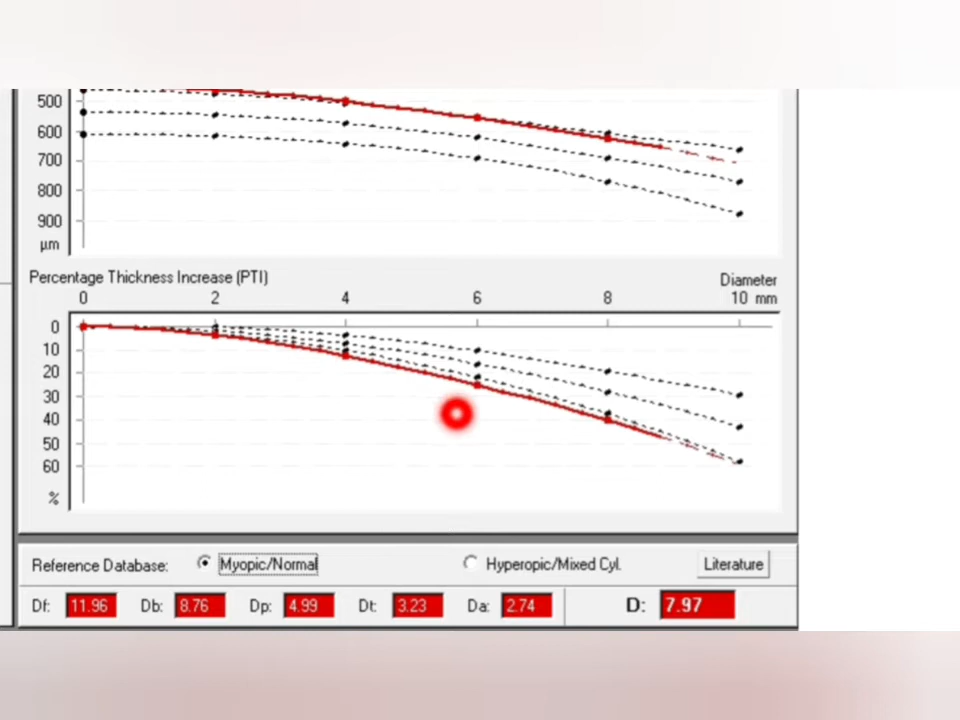 500
600
700
800
900
µm
Percentage Thickness Increase (PTI)
Diameter
0 2 4 6 8 10 mm
0
10
20
30
40
50
60
%
Reference Database: Myopic/Normal Hyperopic/Mixed Cyl. Literature
Df: 11.96 Db: 8.76 Dp: 4.99 Dt: 3.23 Da: 2.74 D: 7.97